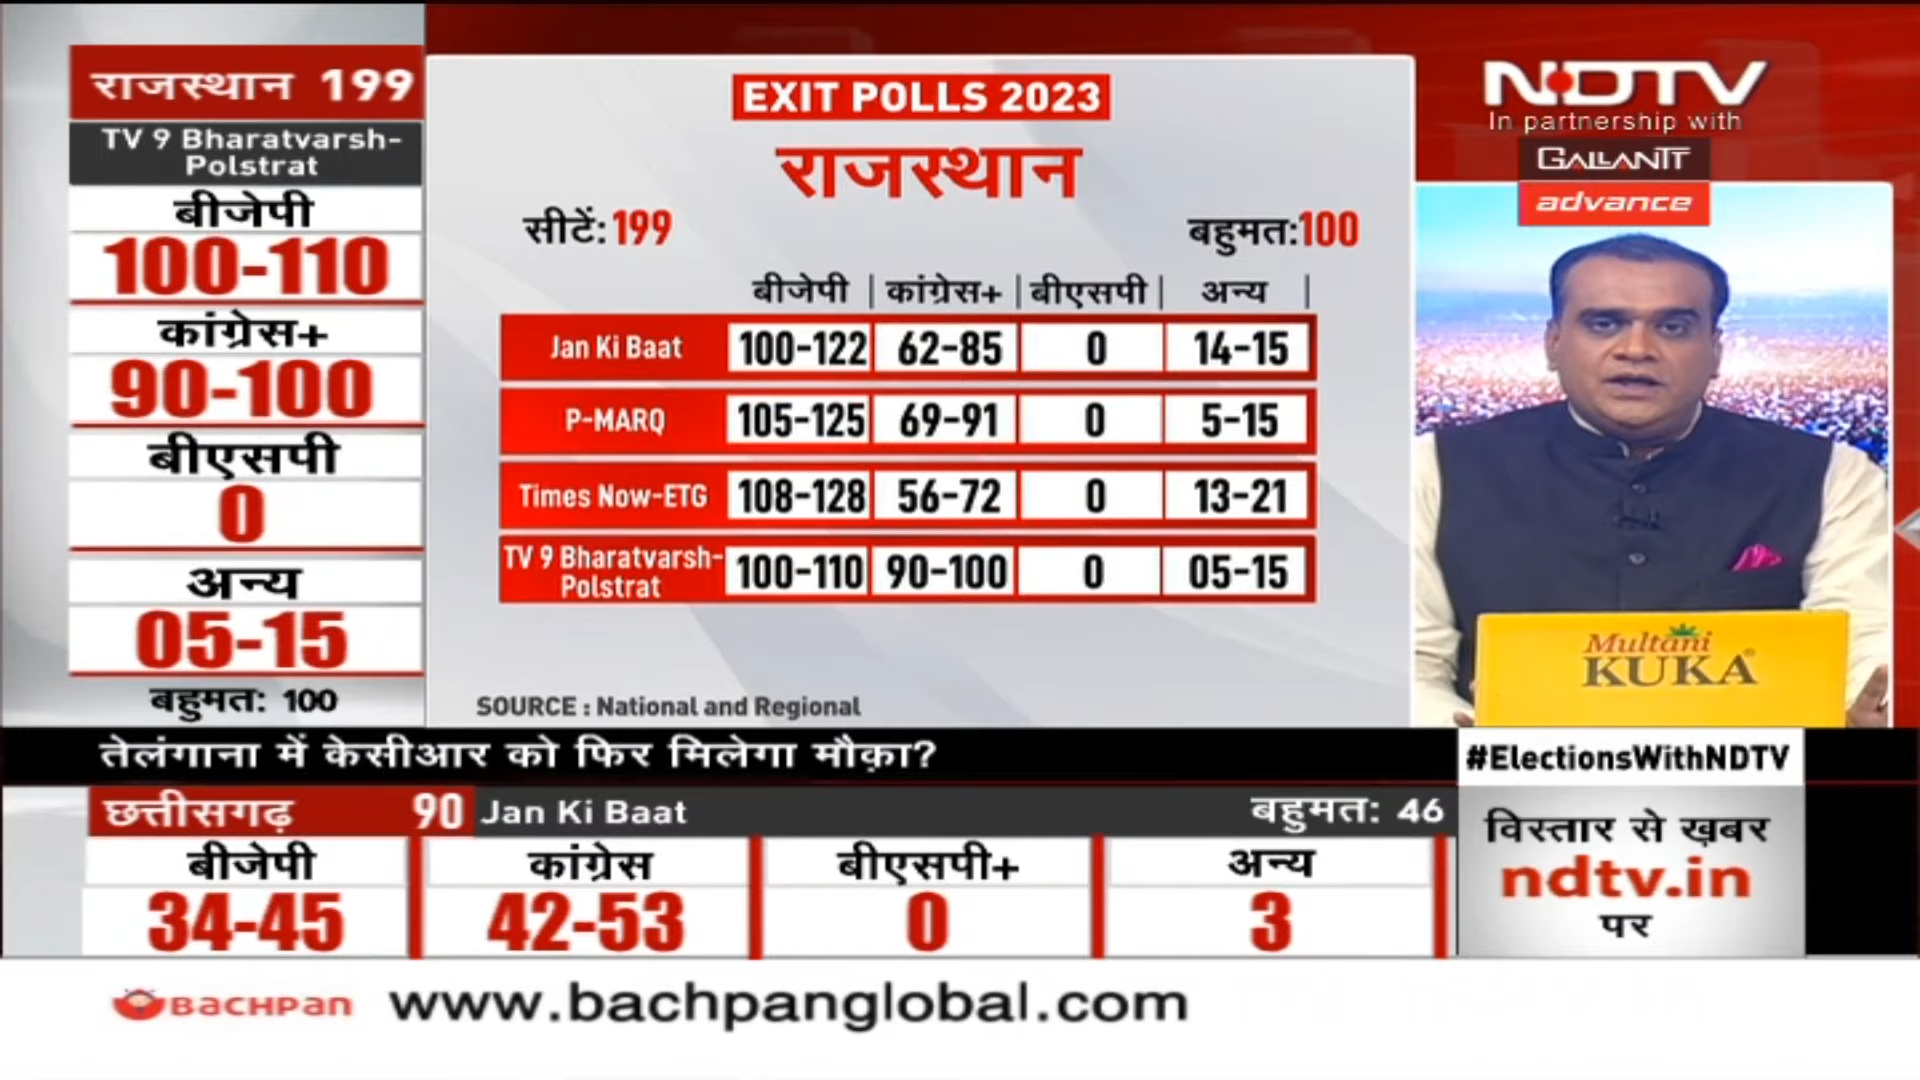 राजस्थान 199
TV 9 Bharatvarsh-
Polstrat
बीजेपी
100-110
कांग्रेस+
90-100
बीएसपी
0
अन्य
05-15
बहुमत: 100
EXIT POLLS 2023
राजस्थान
सीटें: 199 बहुमत:100
बीजेपी | कांग्रेस+ | बीएसपी | अन्य |
Jan Ki Baat 100-122 62-85 0 14-15
P-MARQ 105-125 69-91 0 5-15
Times Now-ETG 108-128 56-72 0 13-21
TV 9 Bharatvarsh-
Polstrat 100-110 90-100 0 05-15
SOURCE : National and Regional
NDTV
In partnership with
GALLANTT
advance
Multani
KUKA®
तेलंगाना में केसीआर को फिर मिलेगा मौक़ा?
#ElectionsWithNDTV
छत्तीसगढ़ 90 Jan Ki Baat बहुमत: 46
बीजेपी कांग्रेस बीएसपी+ अन्य
34-45 42-53 0 3
विस्तार से ख़बर
ndtv.in
पर
BACHPAN www.bachpanglobal.com